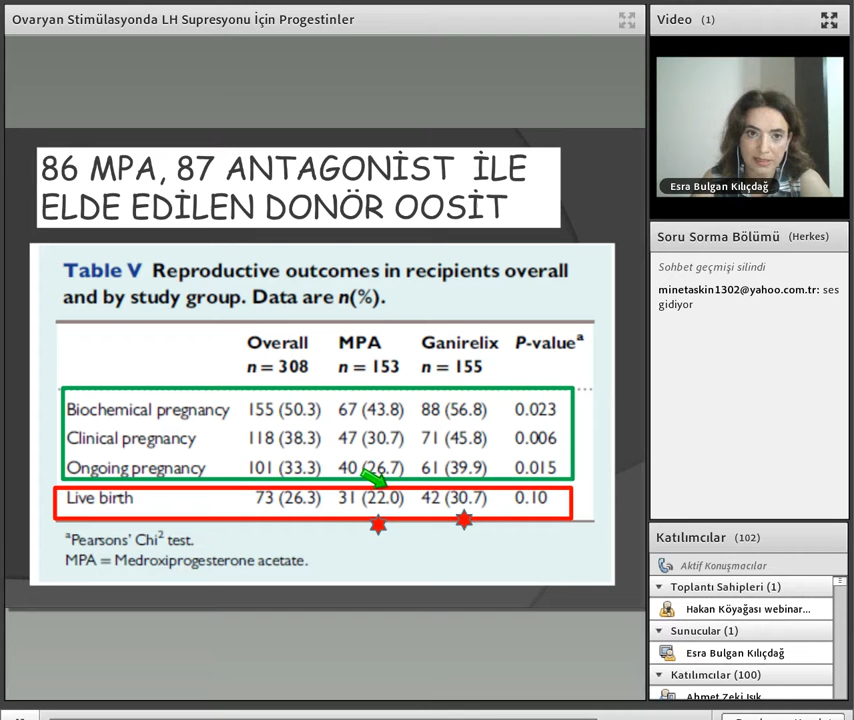 Ovaryan Stimülasyonda LH Supresyonu İçin Progestinler
86 MPA, 87 ANTAGONİST İLE
ELDE EDİLEN DONÖR OOSİT
Table V Reproductive outcomes in recipients overall
and by study group. Data are n(%).
Overall MPA Ganirelix P-valueᵃ
n = 308 n = 153 n = 155
Biochemical pregnancy 155 (50.3) 67 (43.8) 88 (56.8) 0.023
Clinical pregnancy 118 (38.3) 47 (30.7) 71 (45.8) 0.006
Ongoing pregnancy 101 (33.3) 40 (26.7) 61 (39.9) 0.015
Live birth 73 (26.3) 31 (22.0) 42 (30.7) 0.10
ᵃPearsons' Chi² test.
MPA = Medroxiprogesterone acetate.
Video (1)
Esra Bulgan Kılıçdağ
Soru Sorma Bölümü (Herkes)
Sohbet geçmişi silindi
minetaskin1302@yahoo.com.tr: ses
gidiyor
Katılımcılar (102)
Aktif Konuşmacılar
Toplantı Sahipleri (1)
Hakan Köyağası webinar...
Sunucular (1)
Esra Bulgan Kılıçdağ
Katılımcılar (100)
Ahmet Zeki Işık